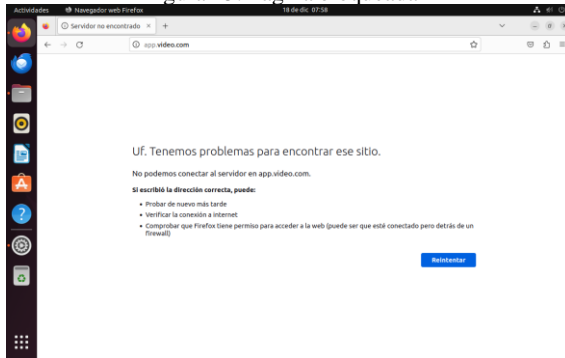 Actividades Navegador web Firefox 18 de dic 07:58
Servidor no encontrado × +
app.video.com
Uf. Tenemos problemas para encontrar ese sitio.
No podemos conectar al servidor en app.video.com.
Si escribió la dirección correcta, puede:
• Probar de nuevo más tarde
• Verificar la conexión a internet
• Comprobar que Firefox tiene permiso para acceder a la web (puede ser que esté conectado pero detrás de un
firewall)
Reintentar